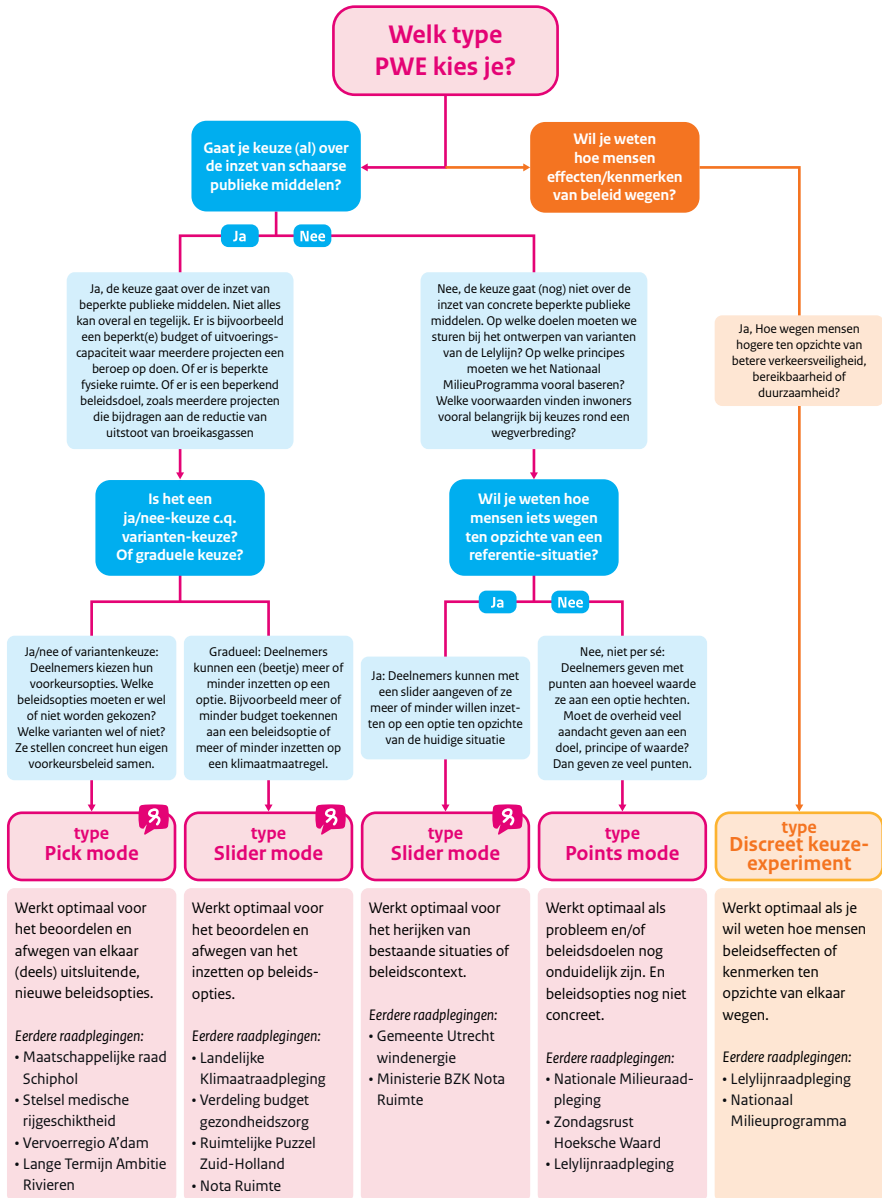 Welk type
PWE kies je?
Gaat je keuze (al) over
de inzet van schaarse
publieke middelen?
Wil je weten
hoe mensen
effecten/kenmerken
van beleid wegen?
Ja
Nee
Ja, de keuze gaat over de inzet van
beperkte publieke middelen. Niet alles
kan overal en tegelijk. Er is bijvoorbeeld
een beperkt(e) budget of uitvoerings-
capaciteit waar meerdere projecten een
beroep op doen. Of er is beperkte
fysieke ruimte. Of er is een beperkend
beleidsdoel, zoals meerdere projecten
die bijdragen aan de reductie van
uitstoot van broeikasgassen
Nee, de keuze gaat (nog) niet over de
inzet van concrete beperkte publieke
middelen. Op welke doelen moeten we
sturen bij het ontwerpen van varianten
van de Lelylijn? Op welke principes
moeten we het Nationaal
MilieuProgramma vooral baseren?
Welke voorwaarden vinden inwoners
vooral belangrijk bij keuzes rond een
wegverbreding?
Ja, Hoe wegen mensen
hogere ten opzichte van
betere verkeersveiligheid,
bereikbaarheid of
duurzaamheid?
Is het een
ja/nee-keuze c.q.
varianten-keuze?
Of graduele keuze?
Wil je weten hoe
mensen iets wegen
ten opzichte van een
referentie-situatie?
Ja
Nee
Ja/nee of variantenkeuze:
Deelnemers kiezen hun
voorkeursopties. Welke
beleidsopties moeten er wel
of niet worden gekozen?
Welke varianten wel of niet?
Ze stellen concreet hun eigen
voorkeursbeleid samen.
Gradueel: Deelnemers
kunnen een (beetje) meer of
minder inzetten op een
optie. Bijvoorbeeld meer of
minder budget toekennen
aan een beleidsoptie of
meer of minder inzetten op
een klimaatmaatregel.
Ja: Deelnemers kunnen met
een slider aangeven of ze
meer of minder willen inzet-
ten op een optie ten opzichte
van de huidige situatie
Nee, niet per sé:
Deelnemers geven met
punten aan hoeveel waarde
ze aan een optie hechten.
Moet de overheid veel
aandacht geven aan een
doel, principe of waarde?
Dan geven ze veel punten.
type
Pick mode
type
Slider mode
type
Slider mode
type
Points mode
type
Discreet keuze-
experiment
Werkt optimaal voor
het beoordelen en
afwegen van elkaar
(deels) uitsluitende,
nieuwe beleidsopties.
Eerdere raadplegingen:
• Maatschappelijke raad
Schiphol
• Stelsel medische
rijgeschiktheid
• Vervoerregio A'dam
• Lange Termijn Ambitie
Rivieren
Werkt optimaal voor
het beoordelen en
afwegen van het
inzetten op beleids-
opties.
Eerdere raadplegingen:
• Landelijke
Klimaatraadpleging
• Verdeling budget
gezondheidszorg
• Ruimtelijke Puzzel
Zuid-Holland
• Nota Ruimte
Werkt optimaal voor
het herijken van
bestaande situaties of
beleidscontext.
Eerdere raadplegingen:
• Gemeente Utrecht
windenergie
• Ministerie BZK Nota
Ruimte
Werkt optimaal als
probleem en/of
beleidsdoelen nog
onduidelijk zijn. En
beleidsopties nog niet
concreet.
Eerdere raadplegingen:
• Nationale Milieuraad-
pleging
• Zondagsrust
Hoeksche Waard
• Lelylijnraadpleging
Werkt optimaal als je
wil weten hoe mensen
beleidseffecten of
kenmerken ten
opzichte van elkaar
wegen.
Eerdere raadplegingen:
• Lelylijnraadpleging
• Nationaal
Milieuprogramma